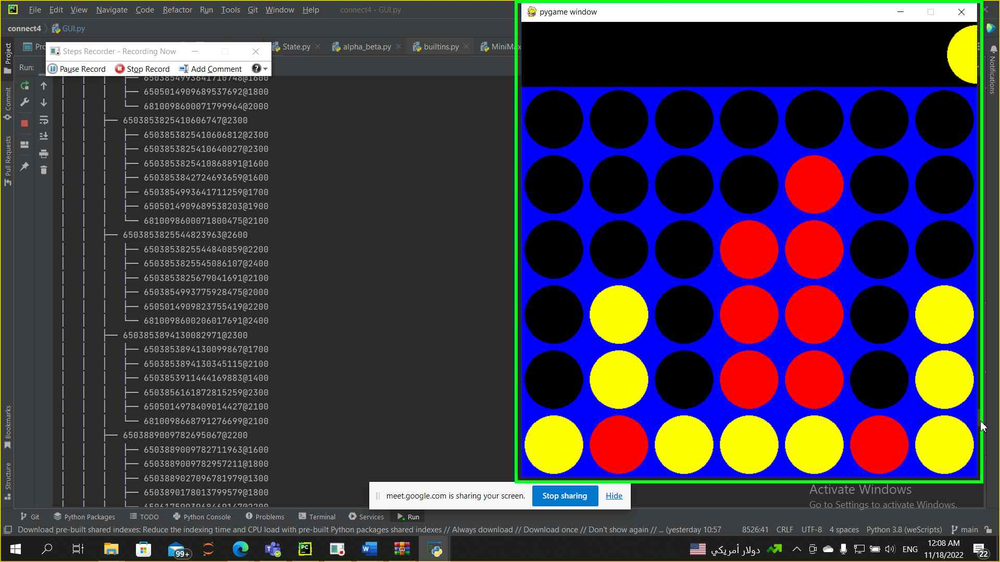 File Edit View Navigate Code Refactor Run Tools Git Window Help connect4 - GUI.py
pygame window
connect4 GUI.py
Steps Recorder - Recording Now
State.py alpha_beta.py builtins.py
Pause Record Stop Record Add Comment
Run:
6503854993641710748@1600
6505014909689537692@1800
6810098600071799964@2000
6503853825410606747@2300
6503853825410606812@2300
6503853825410640027@2300
6503853825410868891@1600
6503853842724693659@1600
6503854993641711259@1700
6505014909689538203@1900
6810098600071800475@2100
6503853825544823963@2600
6503853825544840859@2200
6503853825545086107@2400
6503853825679041691@2100
6503854993775928475@2000
6505014909823755419@2200
6810098600206017691@2400
6503853894130082971@2300
6503853894130099867@1700
6503853894130345115@2100
6503853911444169883@1400
6503856161872815259@2300
6505014978409014427@2100
6810098668791276699@2100
6503889009782695067@2200
6503889009782711963@1600
6503889009782957211@1800
6503889027096781979@1300
6503890178013799579@1800
Project
Commit
Pull Requests
Bookmarks
Structure
Notifications
meet.google.com is sharing your screen. Stop sharing Hide
Activate Windows
Go to Settings to activate Windows.
Git Python Packages TODO Python Console Problems Terminal Services Run
Download pre-built shared indexes: Reduce the indexing time and CPU load with pre-built Python packages shared indexes // Always download // Download once // Don't show again // ... (yesterday 10:57 8526:41 CRLF UTF-8 4 spaces Python 3.8 (weScripts) main
99+ دولار أمريكي ENG 12:08 AM
11/18/2022 22